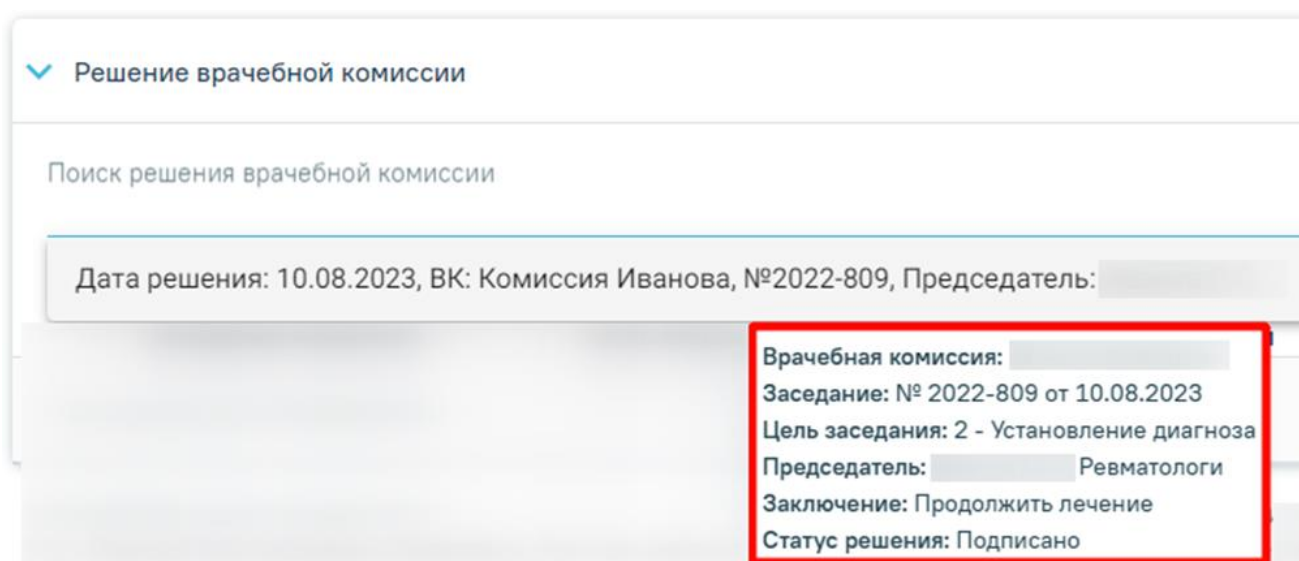 Решение врачебной комиссии
Поиск решения врачебной комиссии
Дата решения: 10.08.2023, ВК: Комиссия Иванова, №2022-809, Председатель:
Врачебная комиссия:
Заседание: № 2022-809 от 10.08.2023
Цель заседания: 2 - Установление диагноза
Председатель: Ревматологи
Заключение: Продолжить лечение
Статус решения: Подписано